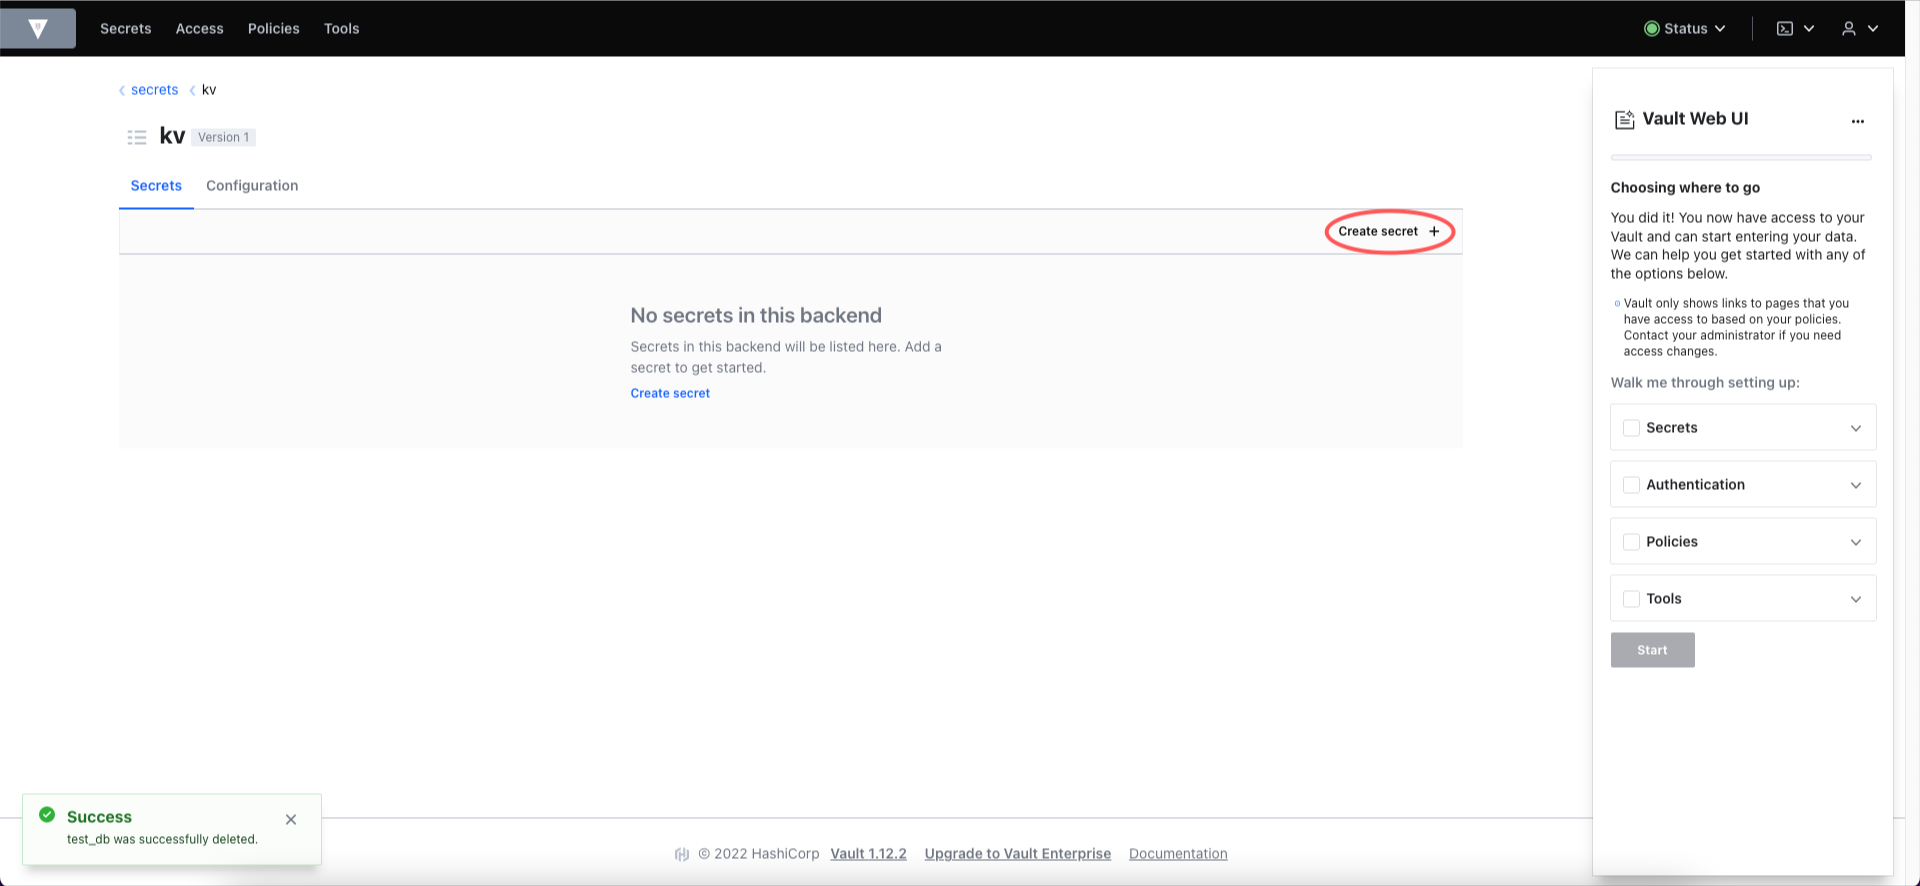 Secrets Access Policies Tools Status
secrets kv
kv Version 1
Secrets Configuration
Create secret +
No secrets in this backend
Secrets in this backend will be listed here. Add a
secret to get started.
Create secret
Vault Web UI
Choosing where to go
You did it! You now have access to your
Vault and can start entering your data.
We can help you get started with any of
the options below.
Vault only shows links to pages that you
have access to based on your policies.
Contact your administrator if you need
access changes.
Walk me through setting up:
Secrets
Authentication
Policies
Tools
Start
Success
test_db was successfully deleted.
© 2022 HashiCorp Vault 1.12.2 Upgrade to Vault Enterprise Documentation